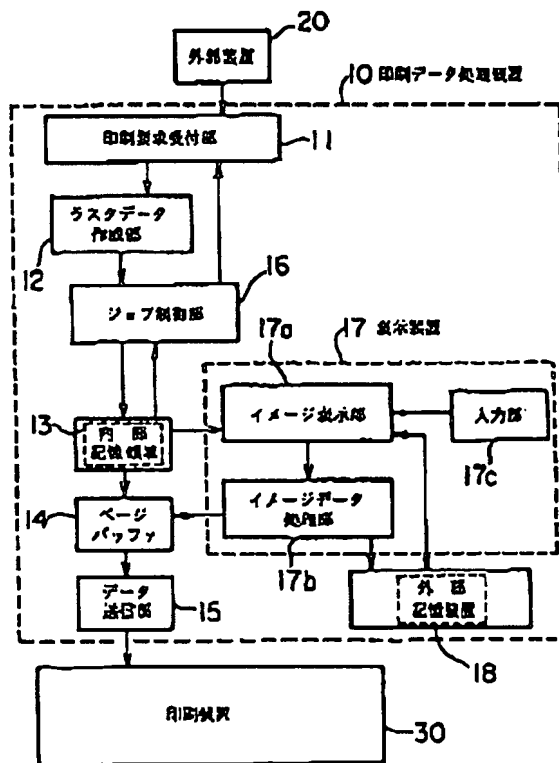 20
外部装置
10 印刷データ処理装置
印刷要求受付部
11
ラスタデータ
作成部
12
16
ジョブ制御部
17a
17 表示装置
イメージ表示部
入力部
17c
13
内部
記憶領域
14
ページ
バッファ
イメージデータ
処理部
17b
データ
送信部
15
外部
記憶装置
18
印刷装置
30